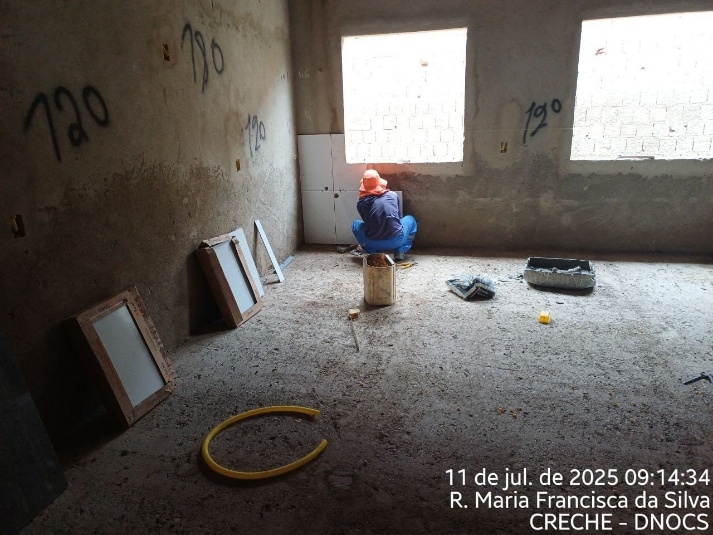 180
120
120
120
11 de jul. de 2025 09:14:34
R. Maria Francisca da Silva
CRECHE - DNOCS